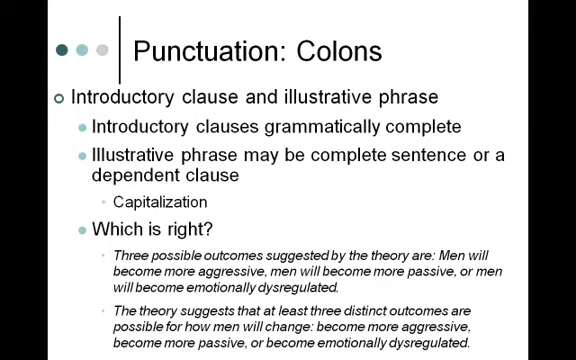 Punctuation: Colons
Introductory clause and illustrative phrase
Introductory clauses grammatically complete
Illustrative phrase may be complete sentence or a
dependent clause
Capitalization
Which is right?
Three possible outcomes suggested by the theory are: Men will
become more aggressive, men will become more passive, or men
will become emotionally dysregulated.
The theory suggests that at least three distinct outcomes are
possible for how men will change: become more aggressive,
become more passive, or become emotionally dysregulated.